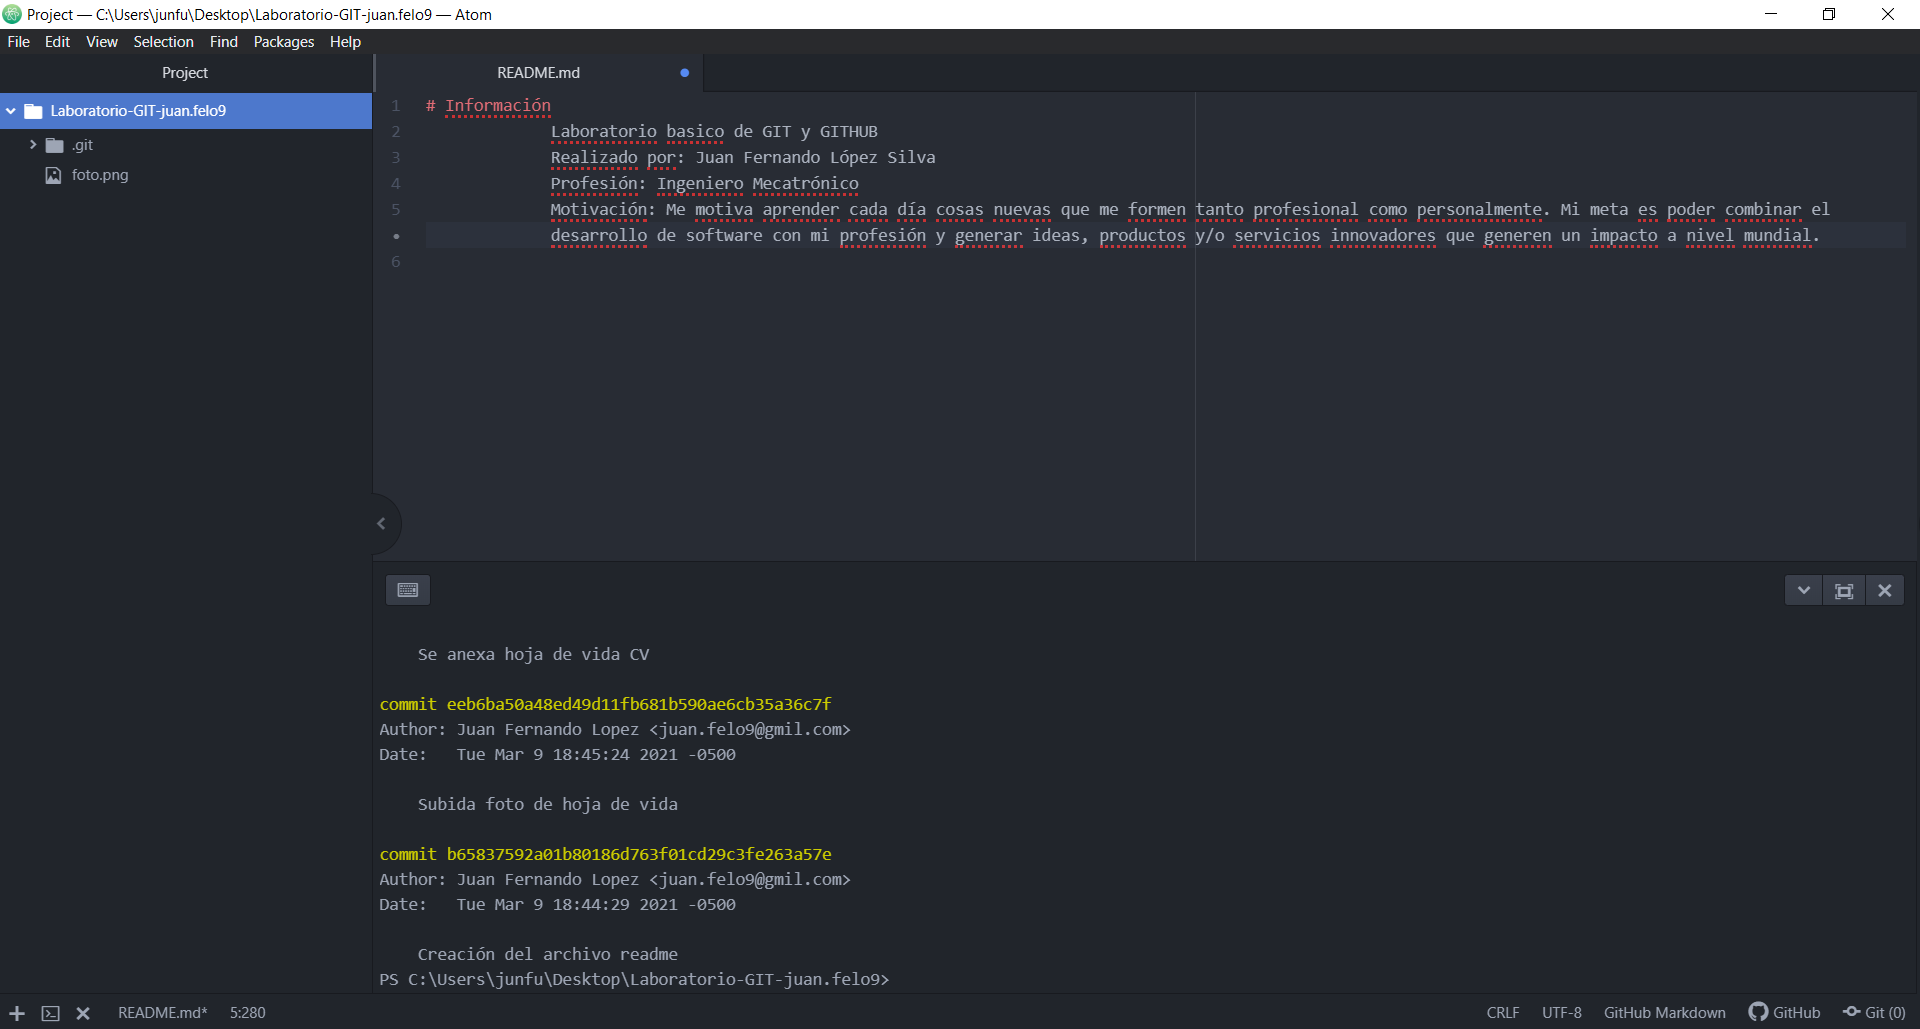 Project — C:\Users\junfu\Desktop\Laboratorio-GIT-juan.felo9 — Atom
File Edit View Selection Find Packages Help
Project
Laboratorio-GIT-juan.felo9
.git
foto.png
README.md
1 # Información
2 Laboratorio basico de GIT y GITHUB
3 Realizado por: Juan Fernando López Silva
4 Profesión: Ingeniero Mecatrónico
5 Motivación: Me motiva aprender cada día cosas nuevas que me formen tanto profesional como personalmente. Mi meta es poder combinar el
• desarrollo de software con mi profesión y generar ideas, productos y/o servicios innovadores que generen un impacto a nivel mundial.
6
Se anexa hoja de vida CV
commit eeb6ba50a48ed49d11fb681b590ae6cb35a36c7f
Author: Juan Fernando Lopez <juan.felo9@gmil.com>
Date: Tue Mar 9 18:45:24 2021 -0500
Subida foto de hoja de vida
commit b65837592a01b80186d763f01cd29c3fe263a57e
Author: Juan Fernando Lopez <juan.felo9@gmil.com>
Date: Tue Mar 9 18:44:29 2021 -0500
Creación del archivo readme
PS C:\Users\junfu\Desktop\Laboratorio-GIT-juan.felo9>
README.md* 5:280 CRLF UTF-8 GitHub Markdown GitHub Git (0)